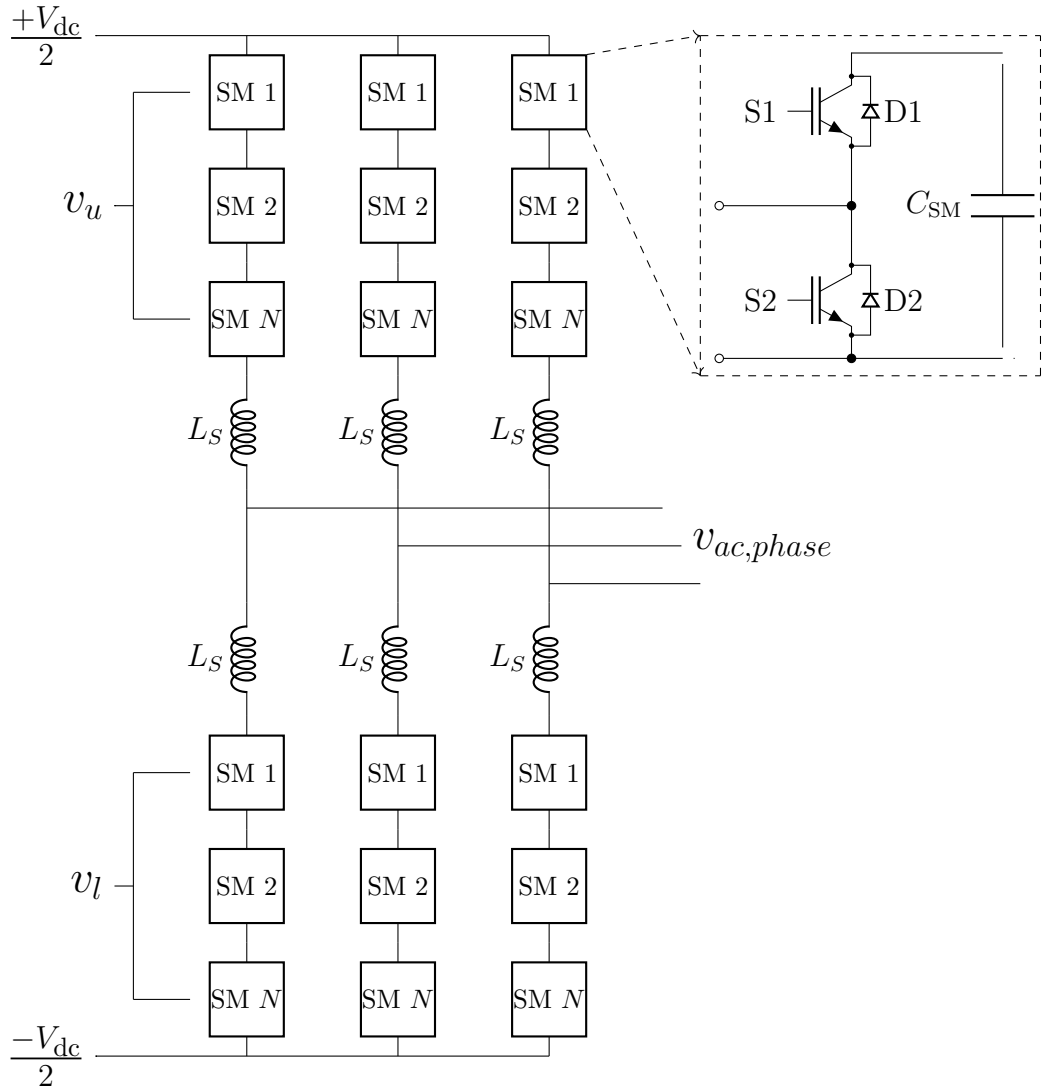 +V_dc/2
SM 1 SM 1 SM 1
S1 D1
v_u
SM 2 SM 2 SM 2
C_SM
S2 D2
SM N SM N SM N
L_S L_S L_S
v_ac,phase
L_S L_S L_S
SM 1 SM 1 SM 1
v_l
SM 2 SM 2 SM 2
SM N SM N SM N
−V_dc/2